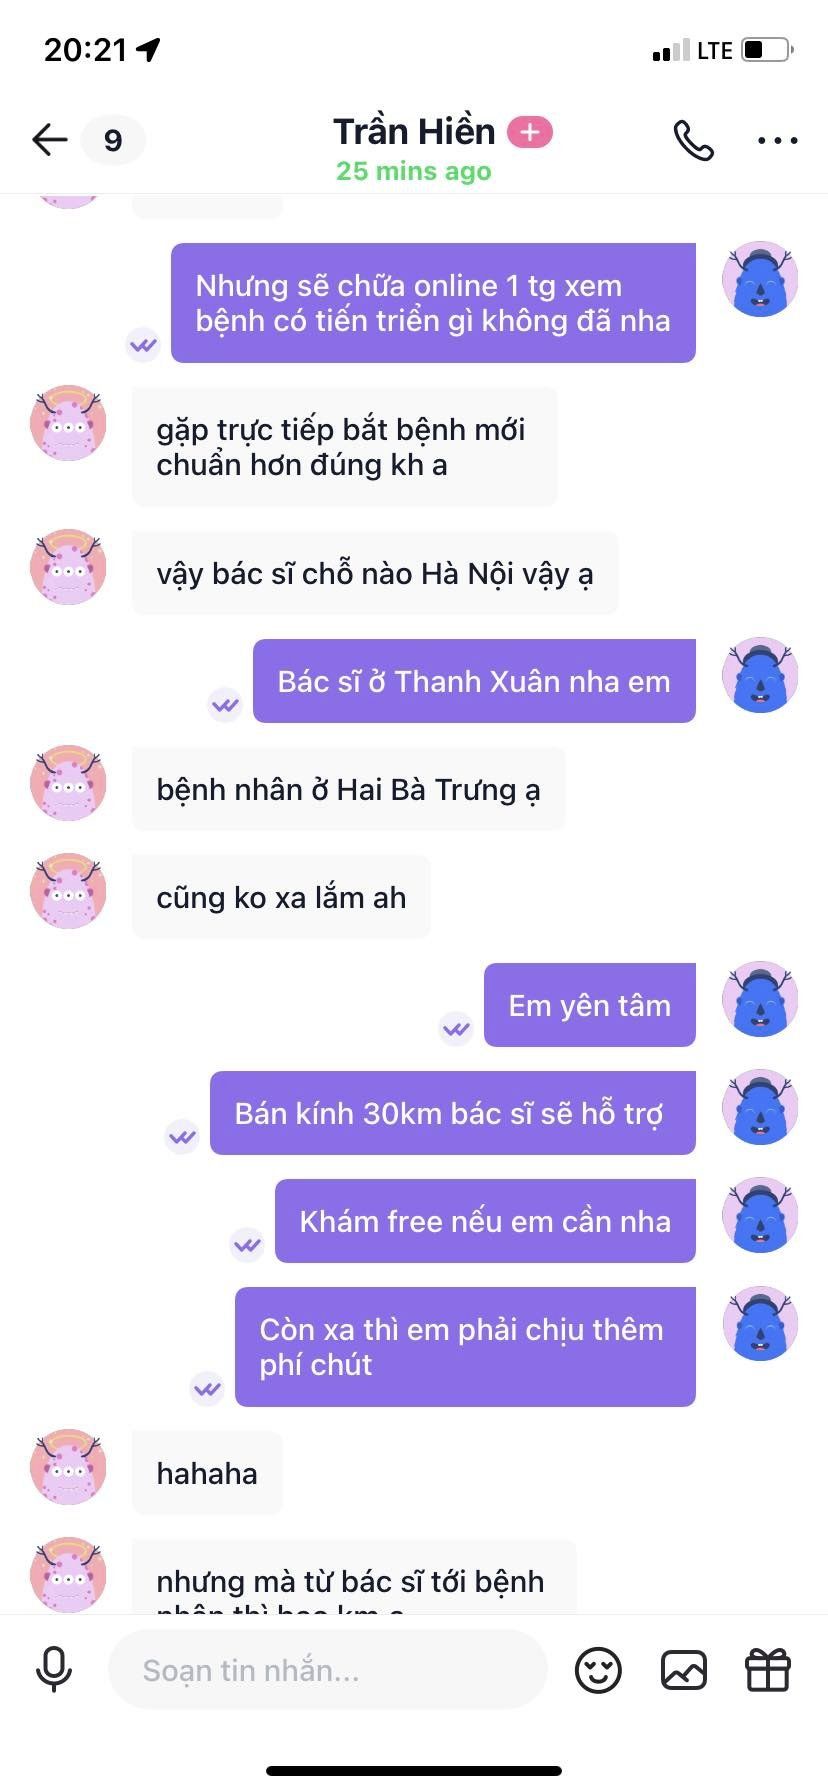 20:21
LTE
9
Trần Hiền
25 mins ago
Nhưng sẽ chữa online 1 tg xem
bệnh có tiến triển gì không đã nha
gặp trực tiếp bắt bệnh mới
chuẩn hơn đúng kh a
vậy bác sĩ chỗ nào Hà Nội vậy ạ
Bác sĩ ở Thanh Xuân nha em
bệnh nhân ở Hai Bà Trưng ạ
cũng ko xa lắm ah
Em yên tâm
Bán kính 30km bác sĩ sẽ hỗ trợ
Khám free nếu em cần nha
Còn xa thì em phải chịu thêm
phí chút
hahaha
nhưng mà từ bác sĩ tới bệnh
Soạn tin nhắn...